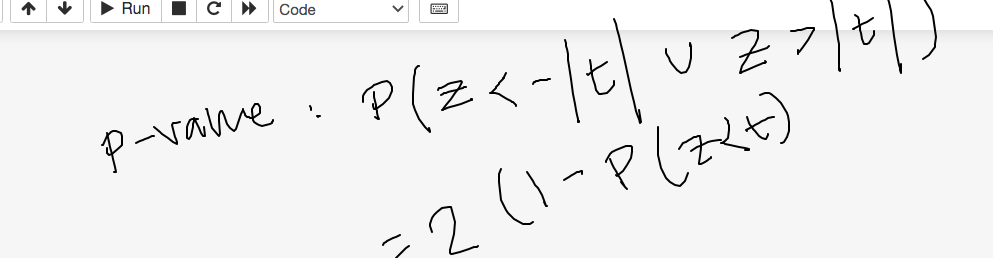 Run Code
p-value : P(z < -|t| ∪ z > |t|)
= 2 (1 - P(z<t)